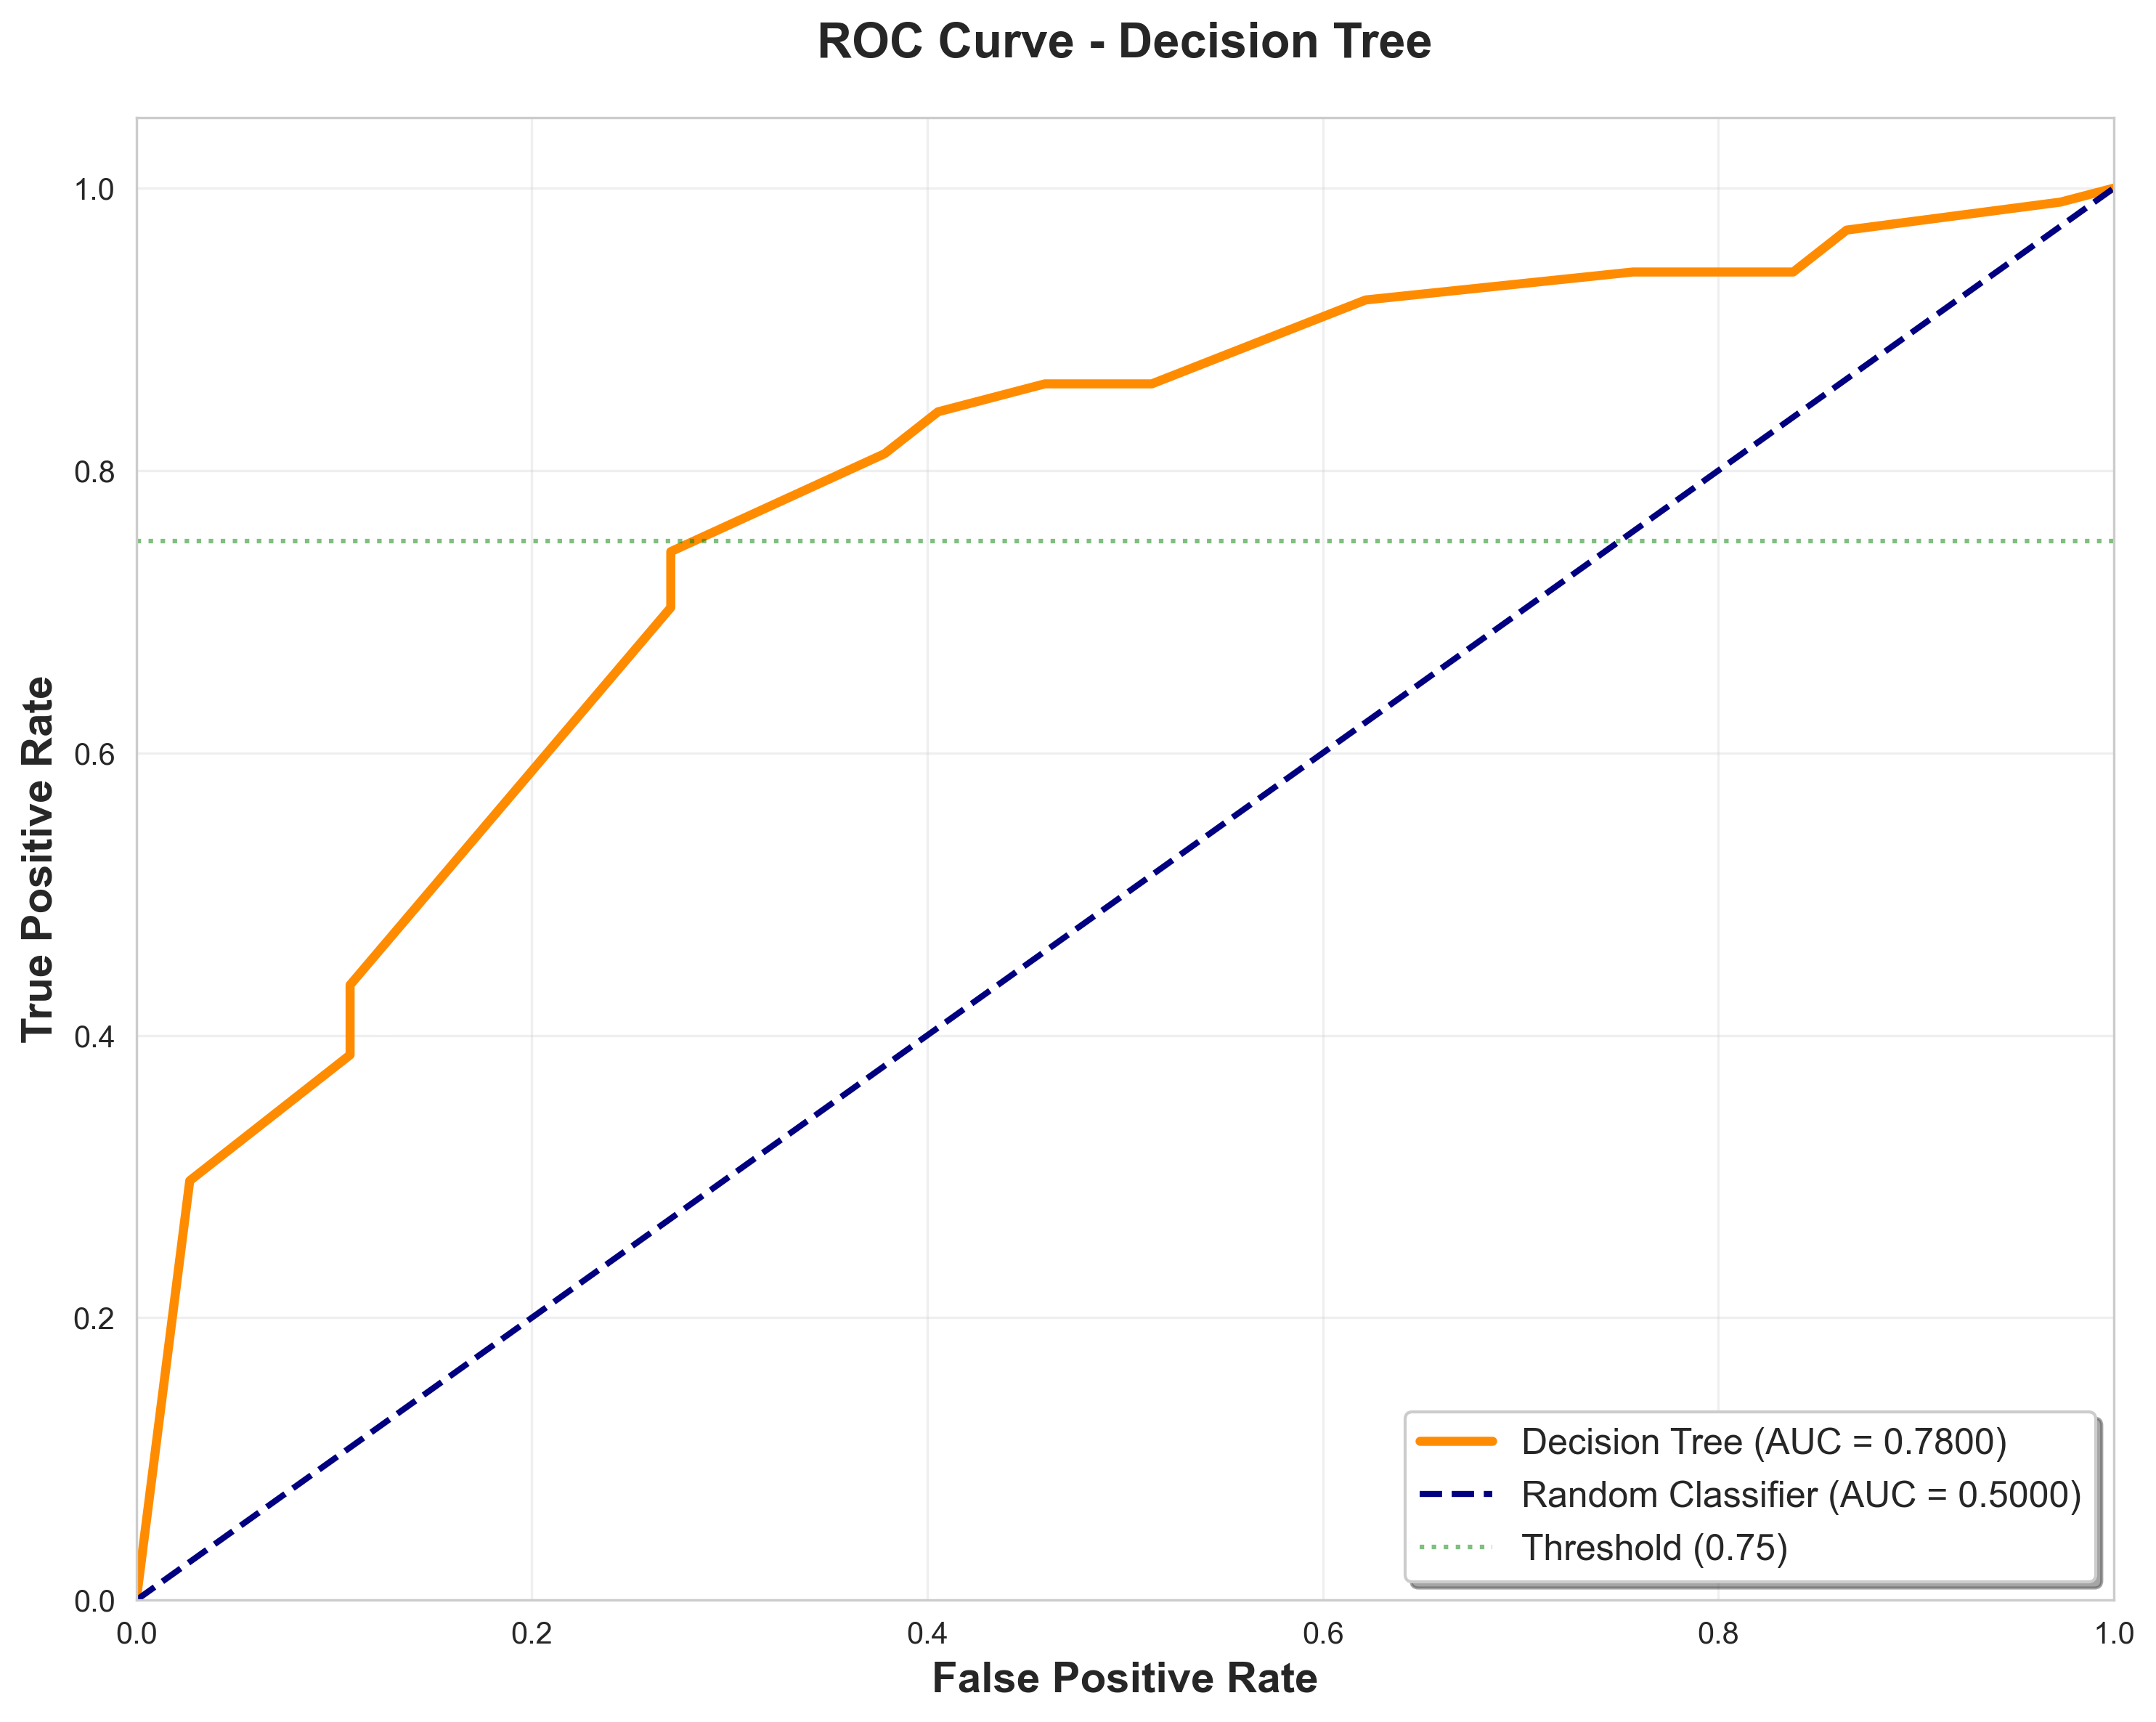 ROC Curve - Decision Tree
True Positive Rate
1.0
0.8
0.6
0.4
0.2
0.0
0.0 0.2 0.4 0.6 0.8 1.0
False Positive Rate
Decision Tree (AUC = 0.7800)
Random Classifier (AUC = 0.5000)
Threshold (0.75)